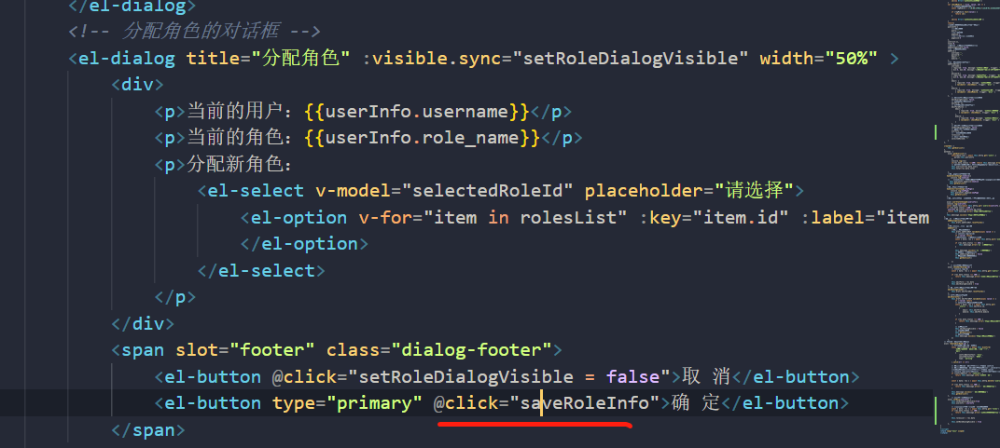 </el-dialog>
<!-- 分配角色的对话框 -->
<el-dialog title="分配角色" :visible.sync="setRoleDialogVisible" width="50%" >
<div>
<p>当前的用户：{{userInfo.username}}</p>
<p>当前的角色：{{userInfo.role_name}}</p>
<p>分配新角色：
<el-select v-model="selectedRoleId" placeholder="请选择">
<el-option v-for="item in rolesList" :key="item.id" :label="item
</el-option>
</el-select>
</p>
</div>
<span slot="footer" class="dialog-footer">
<el-button @click="setRoleDialogVisible = false">取 消</el-button>
<el-button type="primary" @click="saveRoleInfo">确 定</el-button>
</span>